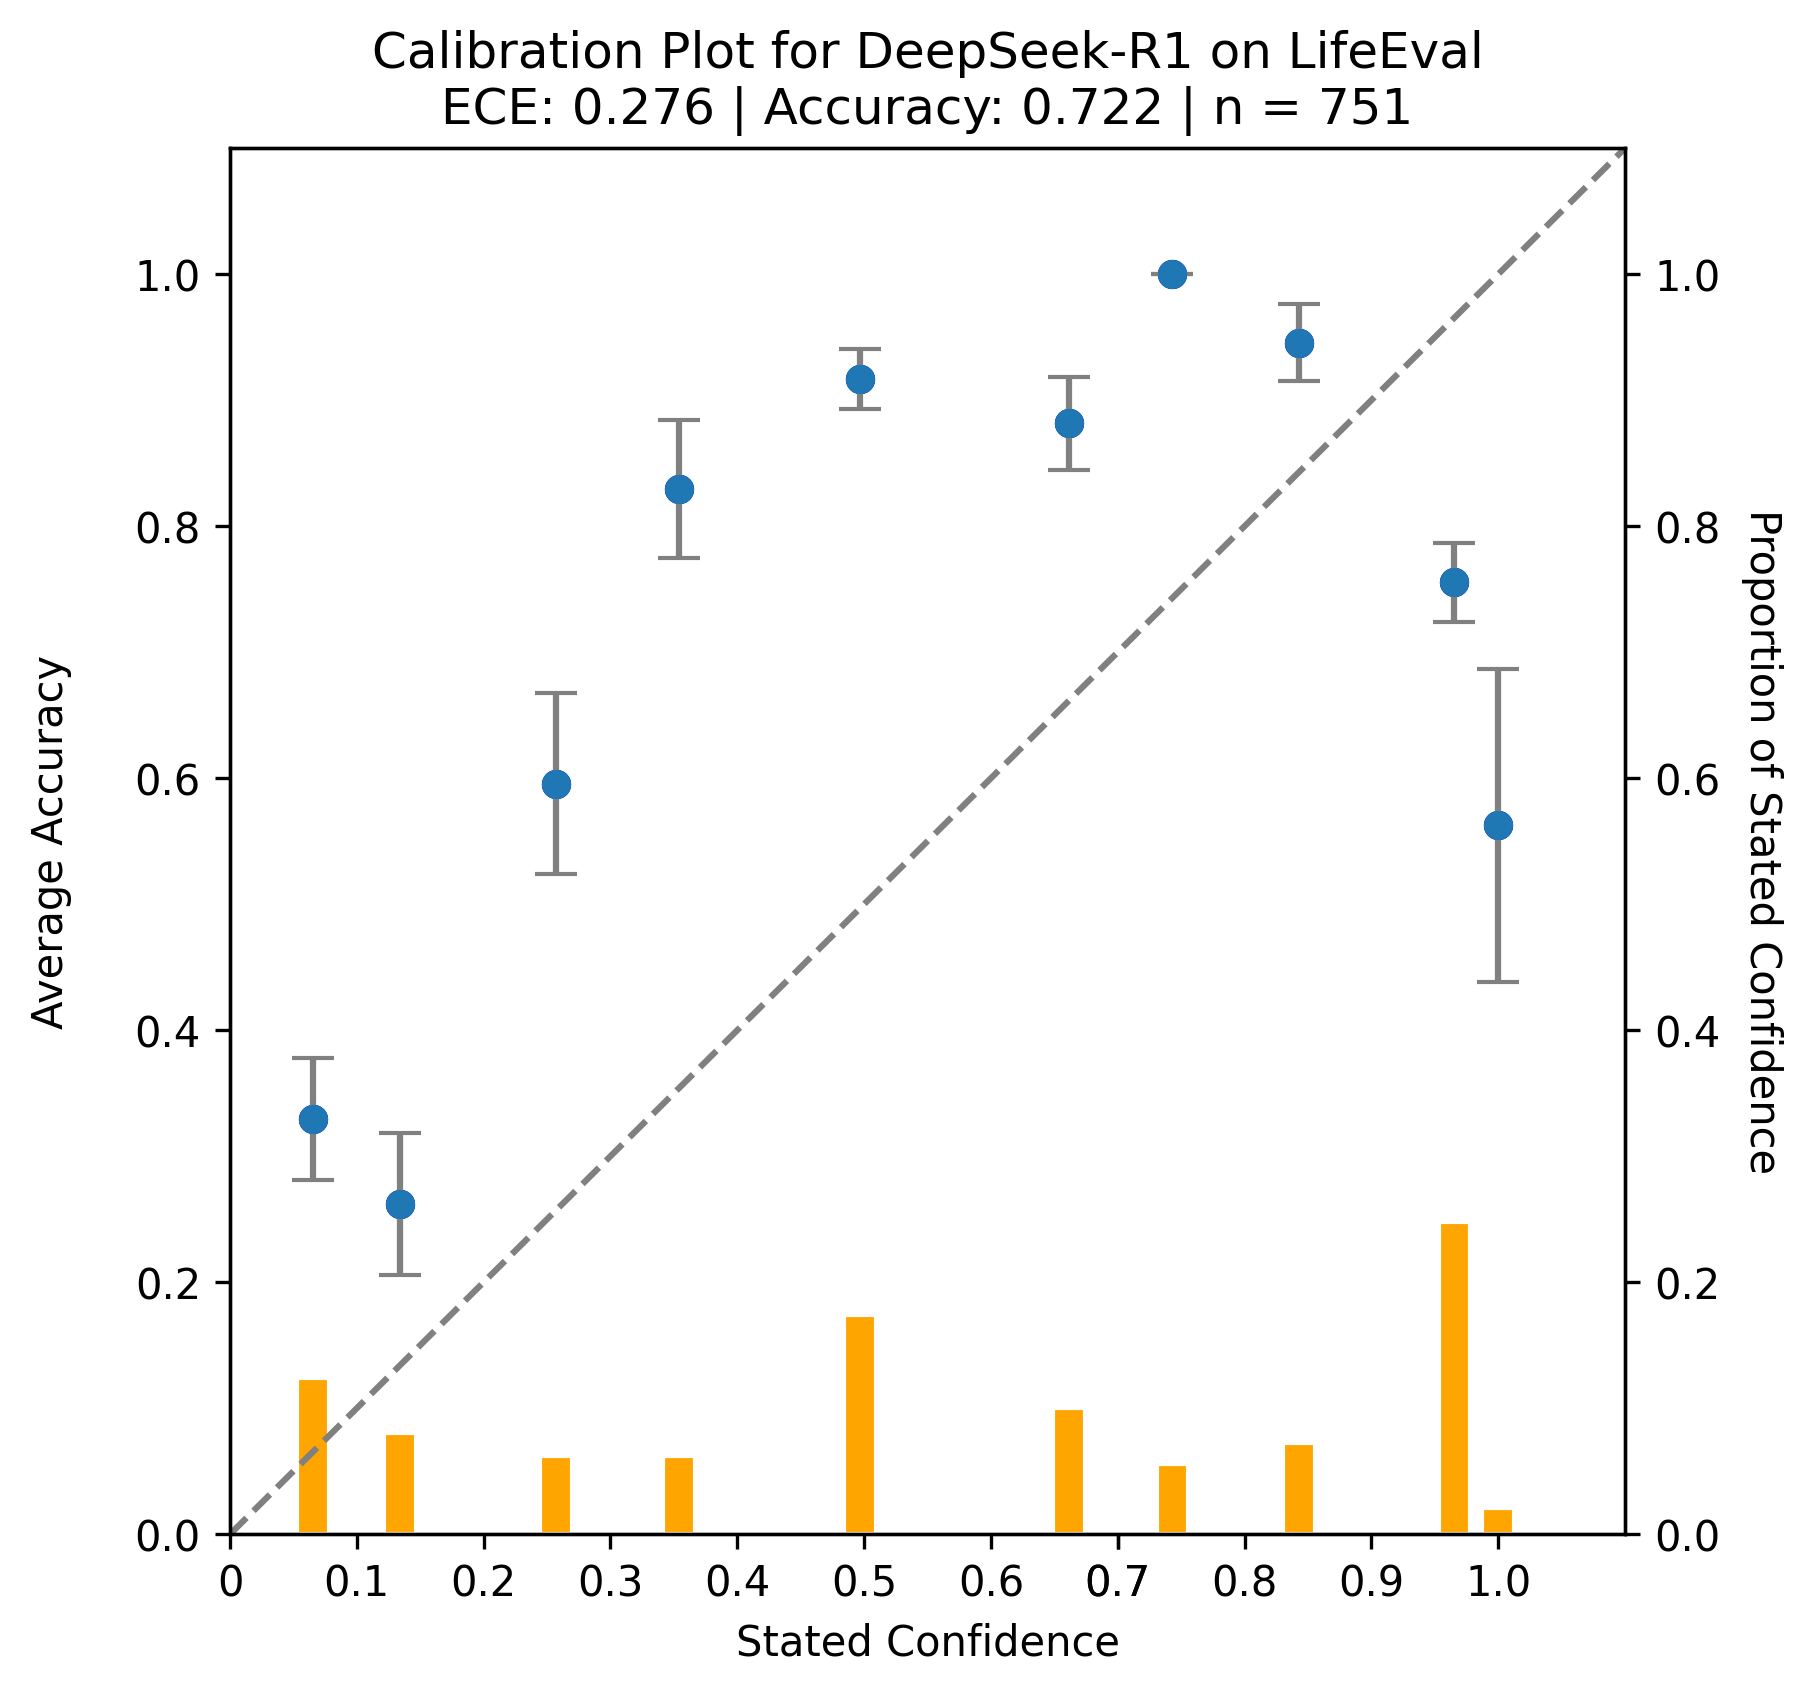 Calibration Plot for DeepSeek-R1 on LifeEval
ECE: 0.276 | Accuracy: 0.722 | n = 751
Average Accuracy
1.0
0.8
0.6
0.4
0.2
0.0
1.0
0.8
0.6
0.4
0.2
0.0
Proportion of Stated Confidence
0 0.1 0.2 0.3 0.4 0.5 0.6 0.7 0.8 0.9 1.0
Stated Confidence